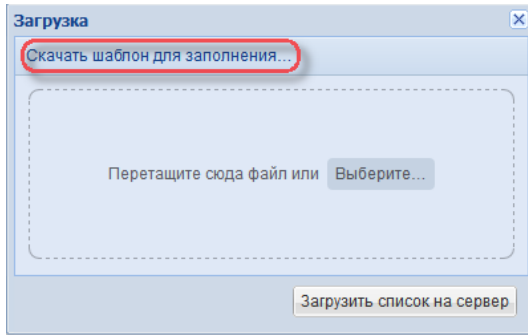 Загрузка
Скачать шаблон для заполнения...
Перетащите сюда файл или Выберите...
Загрузить список на сервер